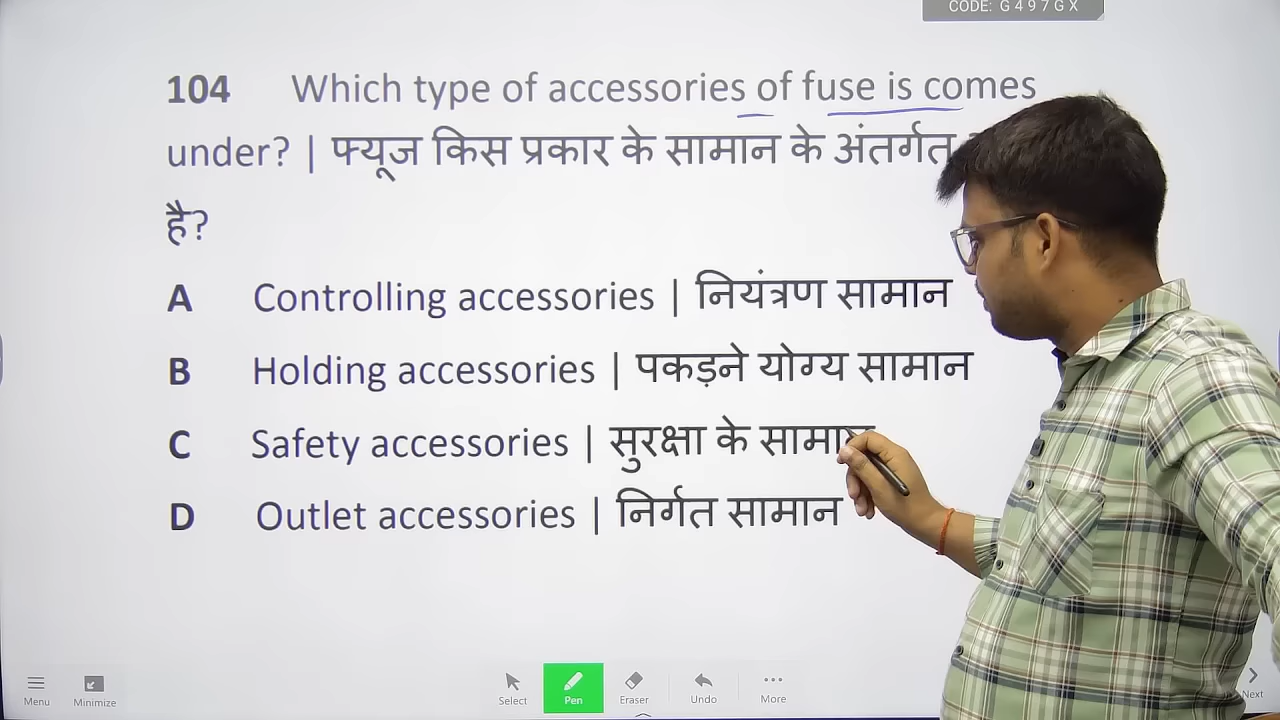 CODE: G 4 9 7 G X
104 Which type of accessories of fuse is comes
under? | फ्यूज किस प्रकार के सामान के अंतर्गत
है?
A Controlling accessories | नियंत्रण सामान
B Holding accessories | पकड़ने योग्य सामान
C Safety accessories | सुरक्षा के सामान
D Outlet accessories | निर्गत सामान
Menu Minimize Select Pen Eraser Undo More Next